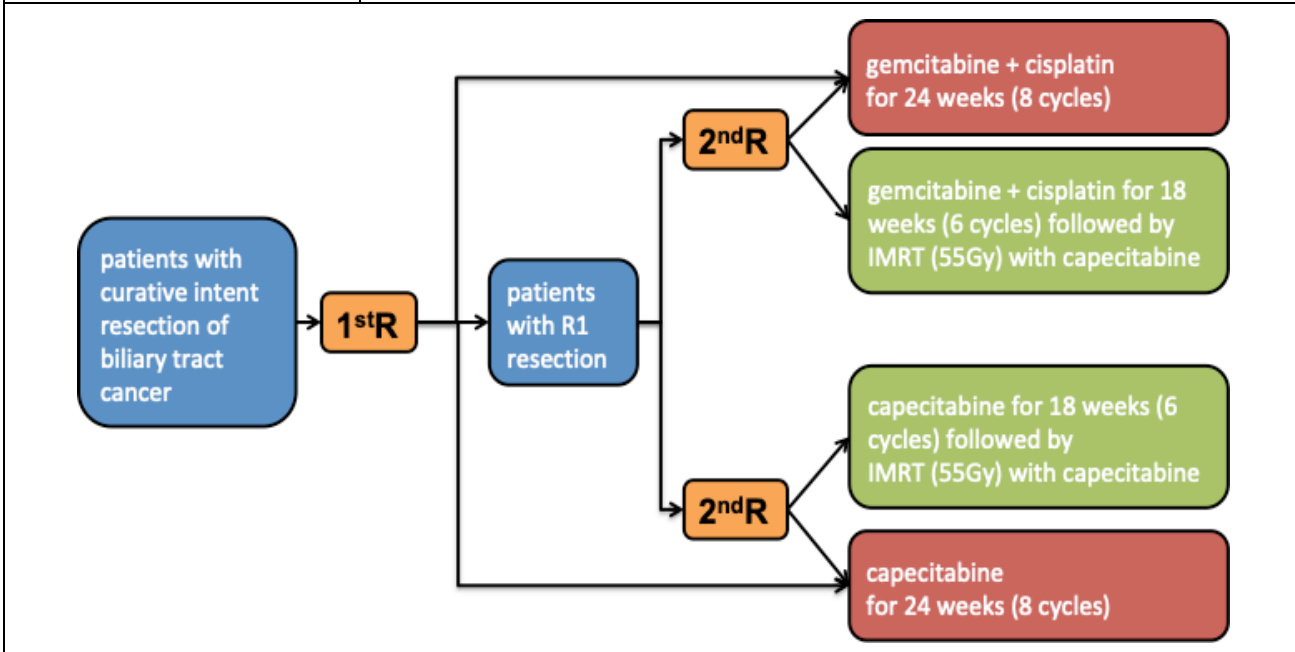 patients with
curative intent
resection of
biliary tract
cancer
1stR
patients
with R1
resection
2ndR
2ndR
gemcitabine + cisplatin
for 24 weeks (8 cycles)
gemcitabine + cisplatin for 18
weeks (6 cycles) followed by
IMRT (55Gy) with capecitabine
capecitabine for 18 weeks (6
cycles) followed by
IMRT (55Gy) with capecitabine
capecitabine
for 24 weeks (8 cycles)